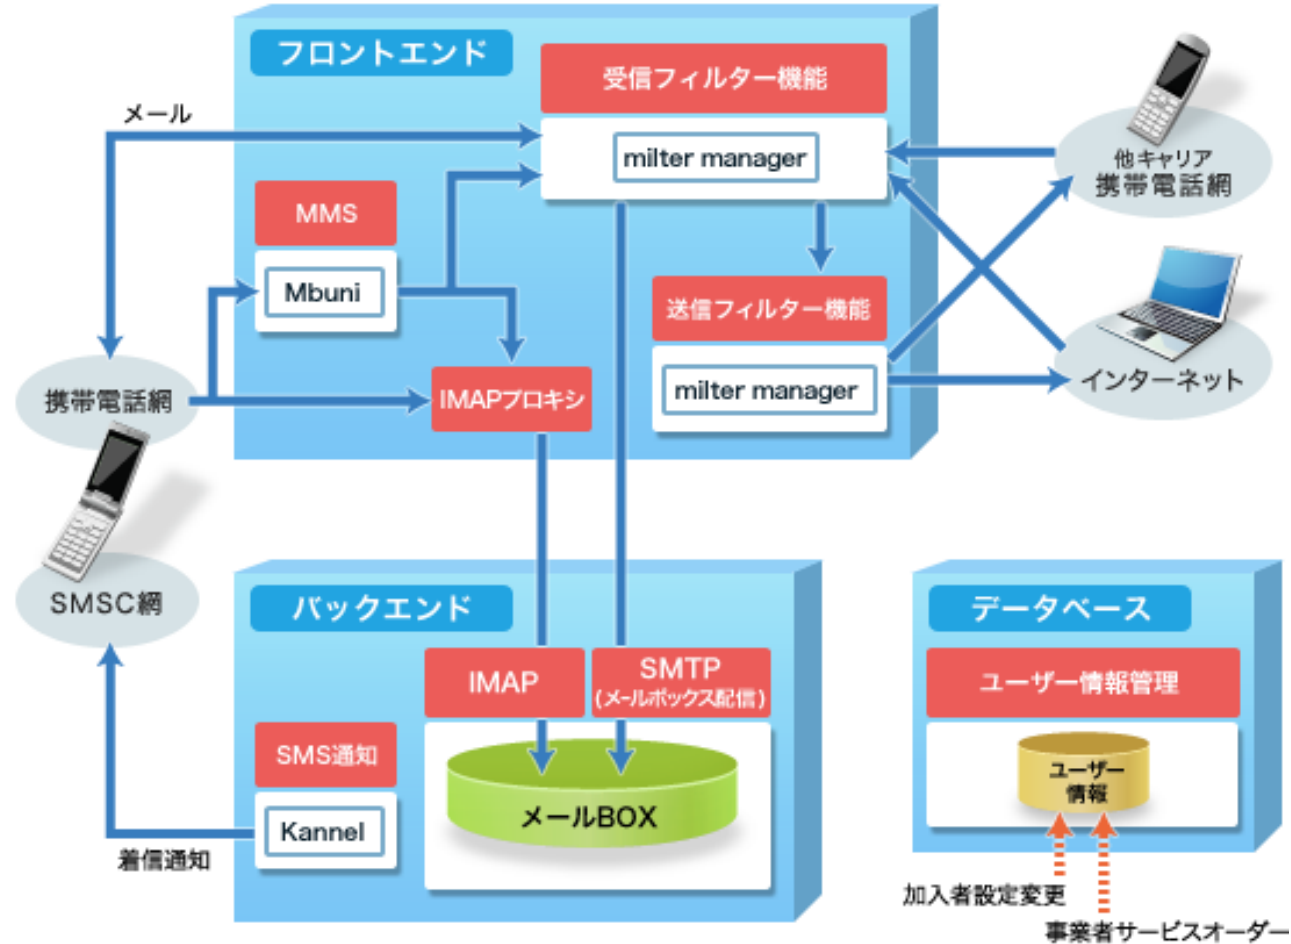 フロントエンド
受信フィルター機能
milter manager
メール
MMS
Mbuni
送信フィルター機能
milter manager
IMAPプロキシ
携帯電話網
他キャリア
携帯電話網
インターネット
SMSC網
バックエンド
IMAP
SMTP
(メールボックス配信)
SMS通知
Kannel
メールBOX
着信通知
データベース
ユーザー情報管理
ユーザー
情報
加入者設定変更
事業者サービスオーダー